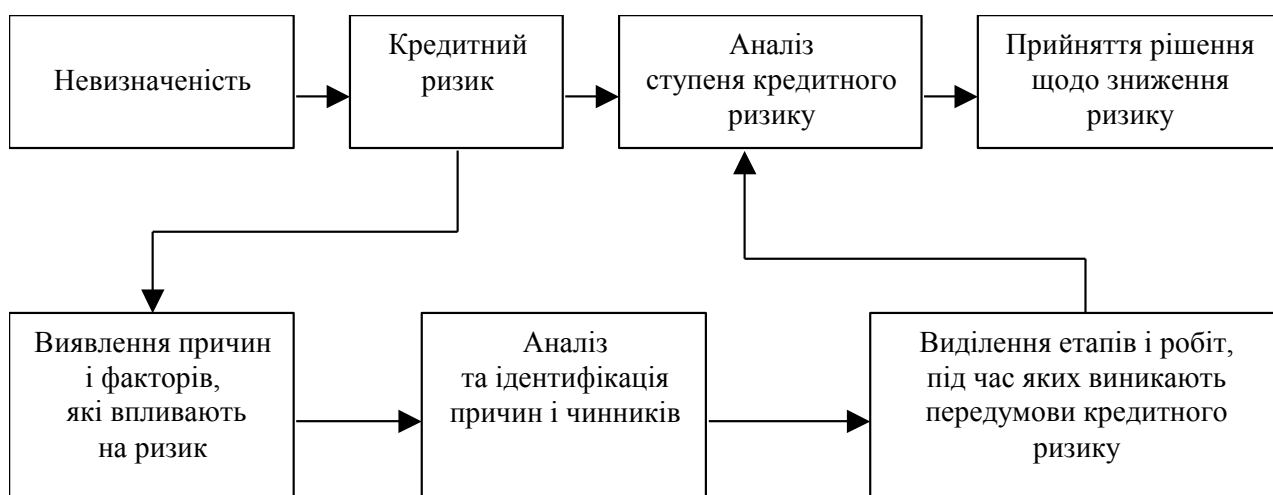 Невизначеність
Кредитний
ризик
Аналіз
ступеня кредитного
ризику
Прийняття рішення
щодо зниження
ризику
Виявлення причин
і факторів,
які впливають
на ризик
Аналіз
та ідентифікація
причин і чинників
Виділення етапів і робіт,
під час яких виникають
передумови кредитного
ризику